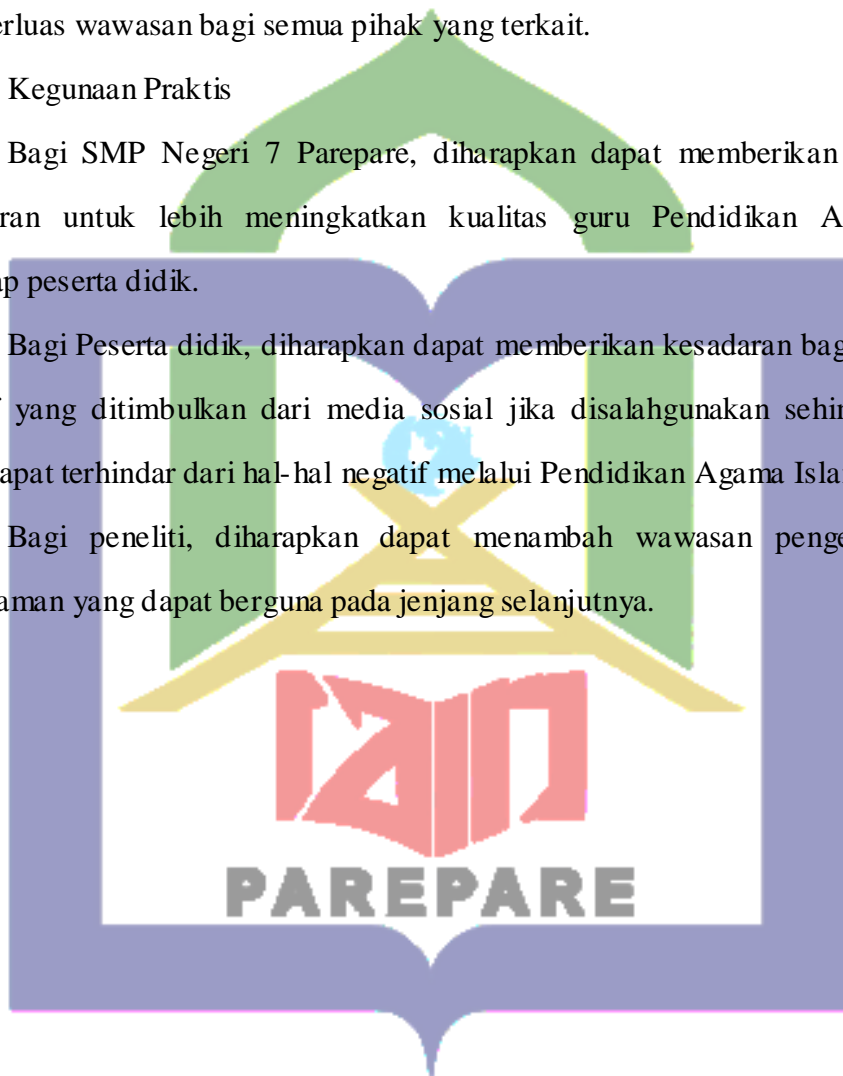 erluas wawasan bagi semua pihak yang terkait.
Kegunaan Praktis
Bagi SMP Negeri 7 Parepare, diharapkan dapat memberikan
ran untuk lebih meningkatkan kualitas guru Pendidikan A
ap peserta didik.
Bagi Peserta didik, diharapkan dapat memberikan kesadaran bag
yang ditimbulkan dari media sosial jika disalahgunakan sehin
apat terhindar dari hal-hal negatif melalui Pendidikan Agama Isla
Bagi peneliti, diharapkan dapat menambah wawasan penge
aman yang dapat berguna pada jenjang selanjutnya.
iain
PAREPARE